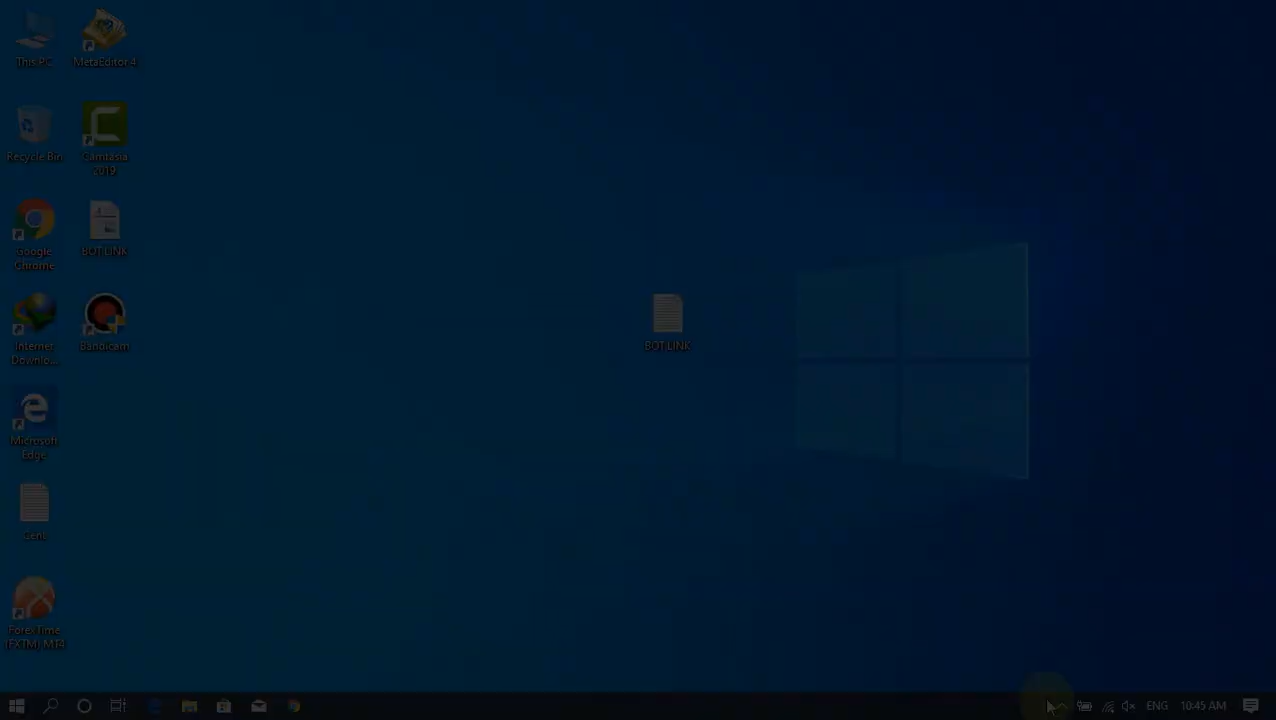 This PC
MetaEditor 4
Recycle Bin
Camtasia
2019
Google
Chrome
BOT LINK
Internet
Downlo...
Bandicam
BOT LINK
Microsoft
Edge
Cent
ForexTime
(FXTM) MT4
ENG
10:45 AM